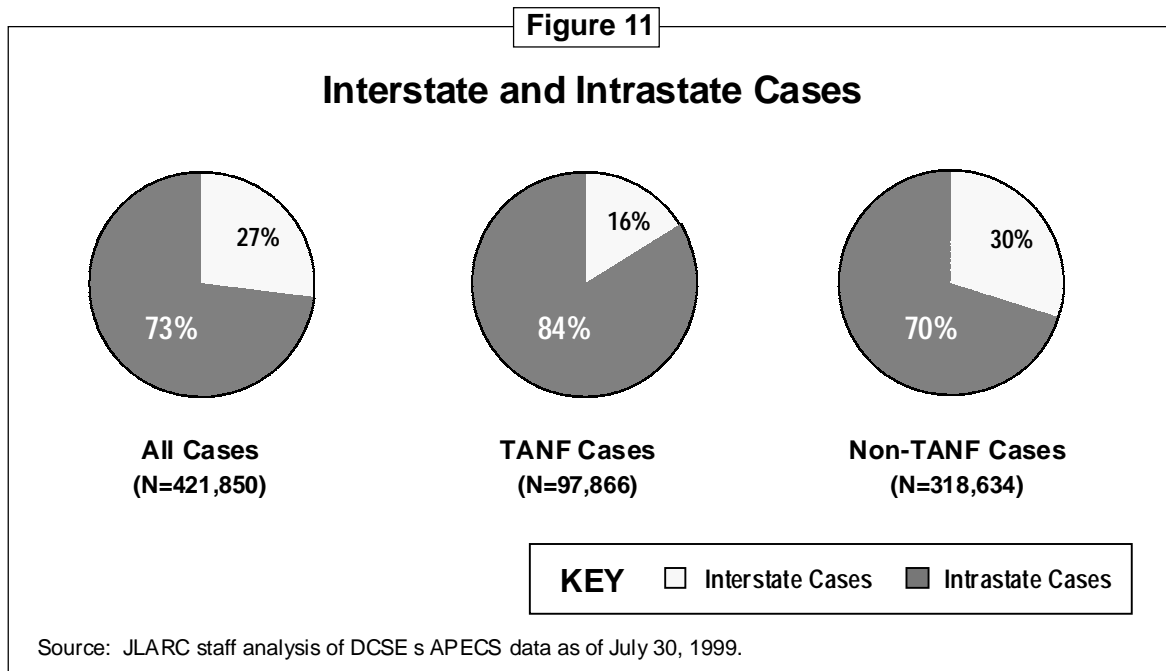 Figure 11
Interstate and Intrastate Cases
27%
73%
16%
84%
30%
70%
All Cases
(N=421,850)
TANF Cases
(N=97,866)
Non-TANF Cases
(N=318,634)
KEY Interstate Cases Intrastate Cases
Source: JLARC staff analysis of DCSE s APECS data as of July 30, 1999.